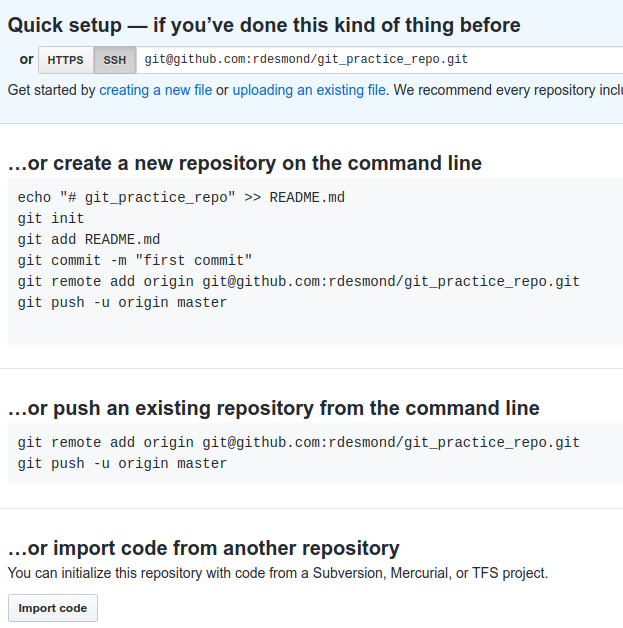 Quick setup — if you’ve done this kind of thing before
or HTTPS SSH git@github.com:rdesmond/git_practice_repo.git
Get started by creating a new file or uploading an existing file. We recommend every repository
…or create a new repository on the command line
echo "# git_practice_repo" >> README.md
git init
git add README.md
git commit -m "first commit"
git remote add origin git@github.com:rdesmond/git_practice_repo.git
git push -u origin master
…or push an existing repository from the command line
git remote add origin git@github.com:rdesmond/git_practice_repo.git
git push -u origin master
…or import code from another repository
You can initialize this repository with code from a Subversion, Mercurial, or TFS project.
Import code